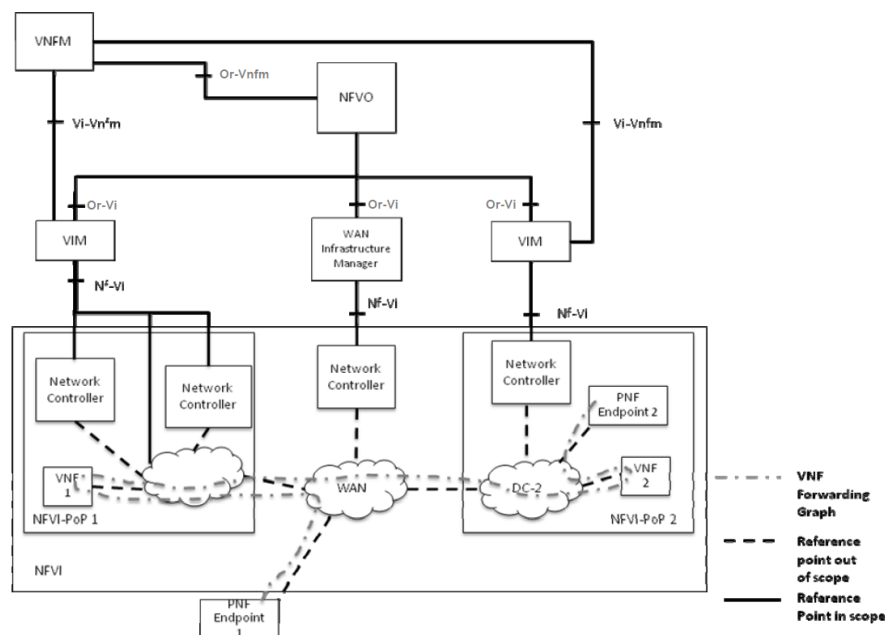 VNFM
Or-Vnfm
NFVO
Vi-Vnfm
Vi-Vnfm
Or-Vi
Or-Vi
Or-Vi
VIM
WAN
Infrastructure
Manager
VIM
Nf-Vi
Nf-Vi
Nf-Vi
Network
Controller
Network
Controller
Network
Controller
Network
Controller
PNF
Endpoint 2
VNF
1
WAN
DC-2
VNF
2
NFVI-PoP 1
NFVI-PoP 2
NFVI
PNF
Endpoint
1
VNF
Forwarding
Graph
Reference
point out
of scope
Reference
Point in scope